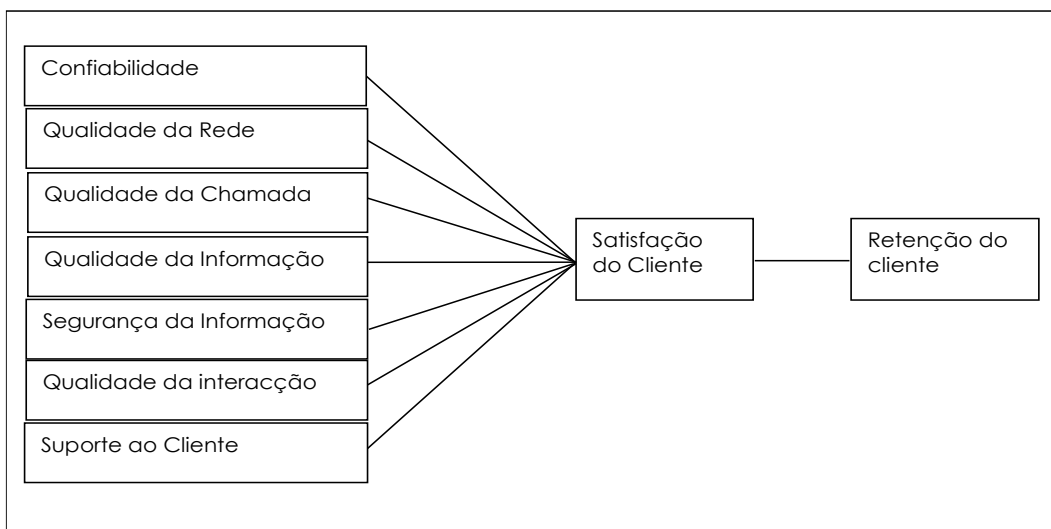 Confiabilidade
Qualidade da Rede
Qualidade da Chamada
Qualidade da Informação
Segurança da Informação
Qualidade da interacção
Suporte ao Cliente
Satisfação
do Cliente
Retenção do
cliente